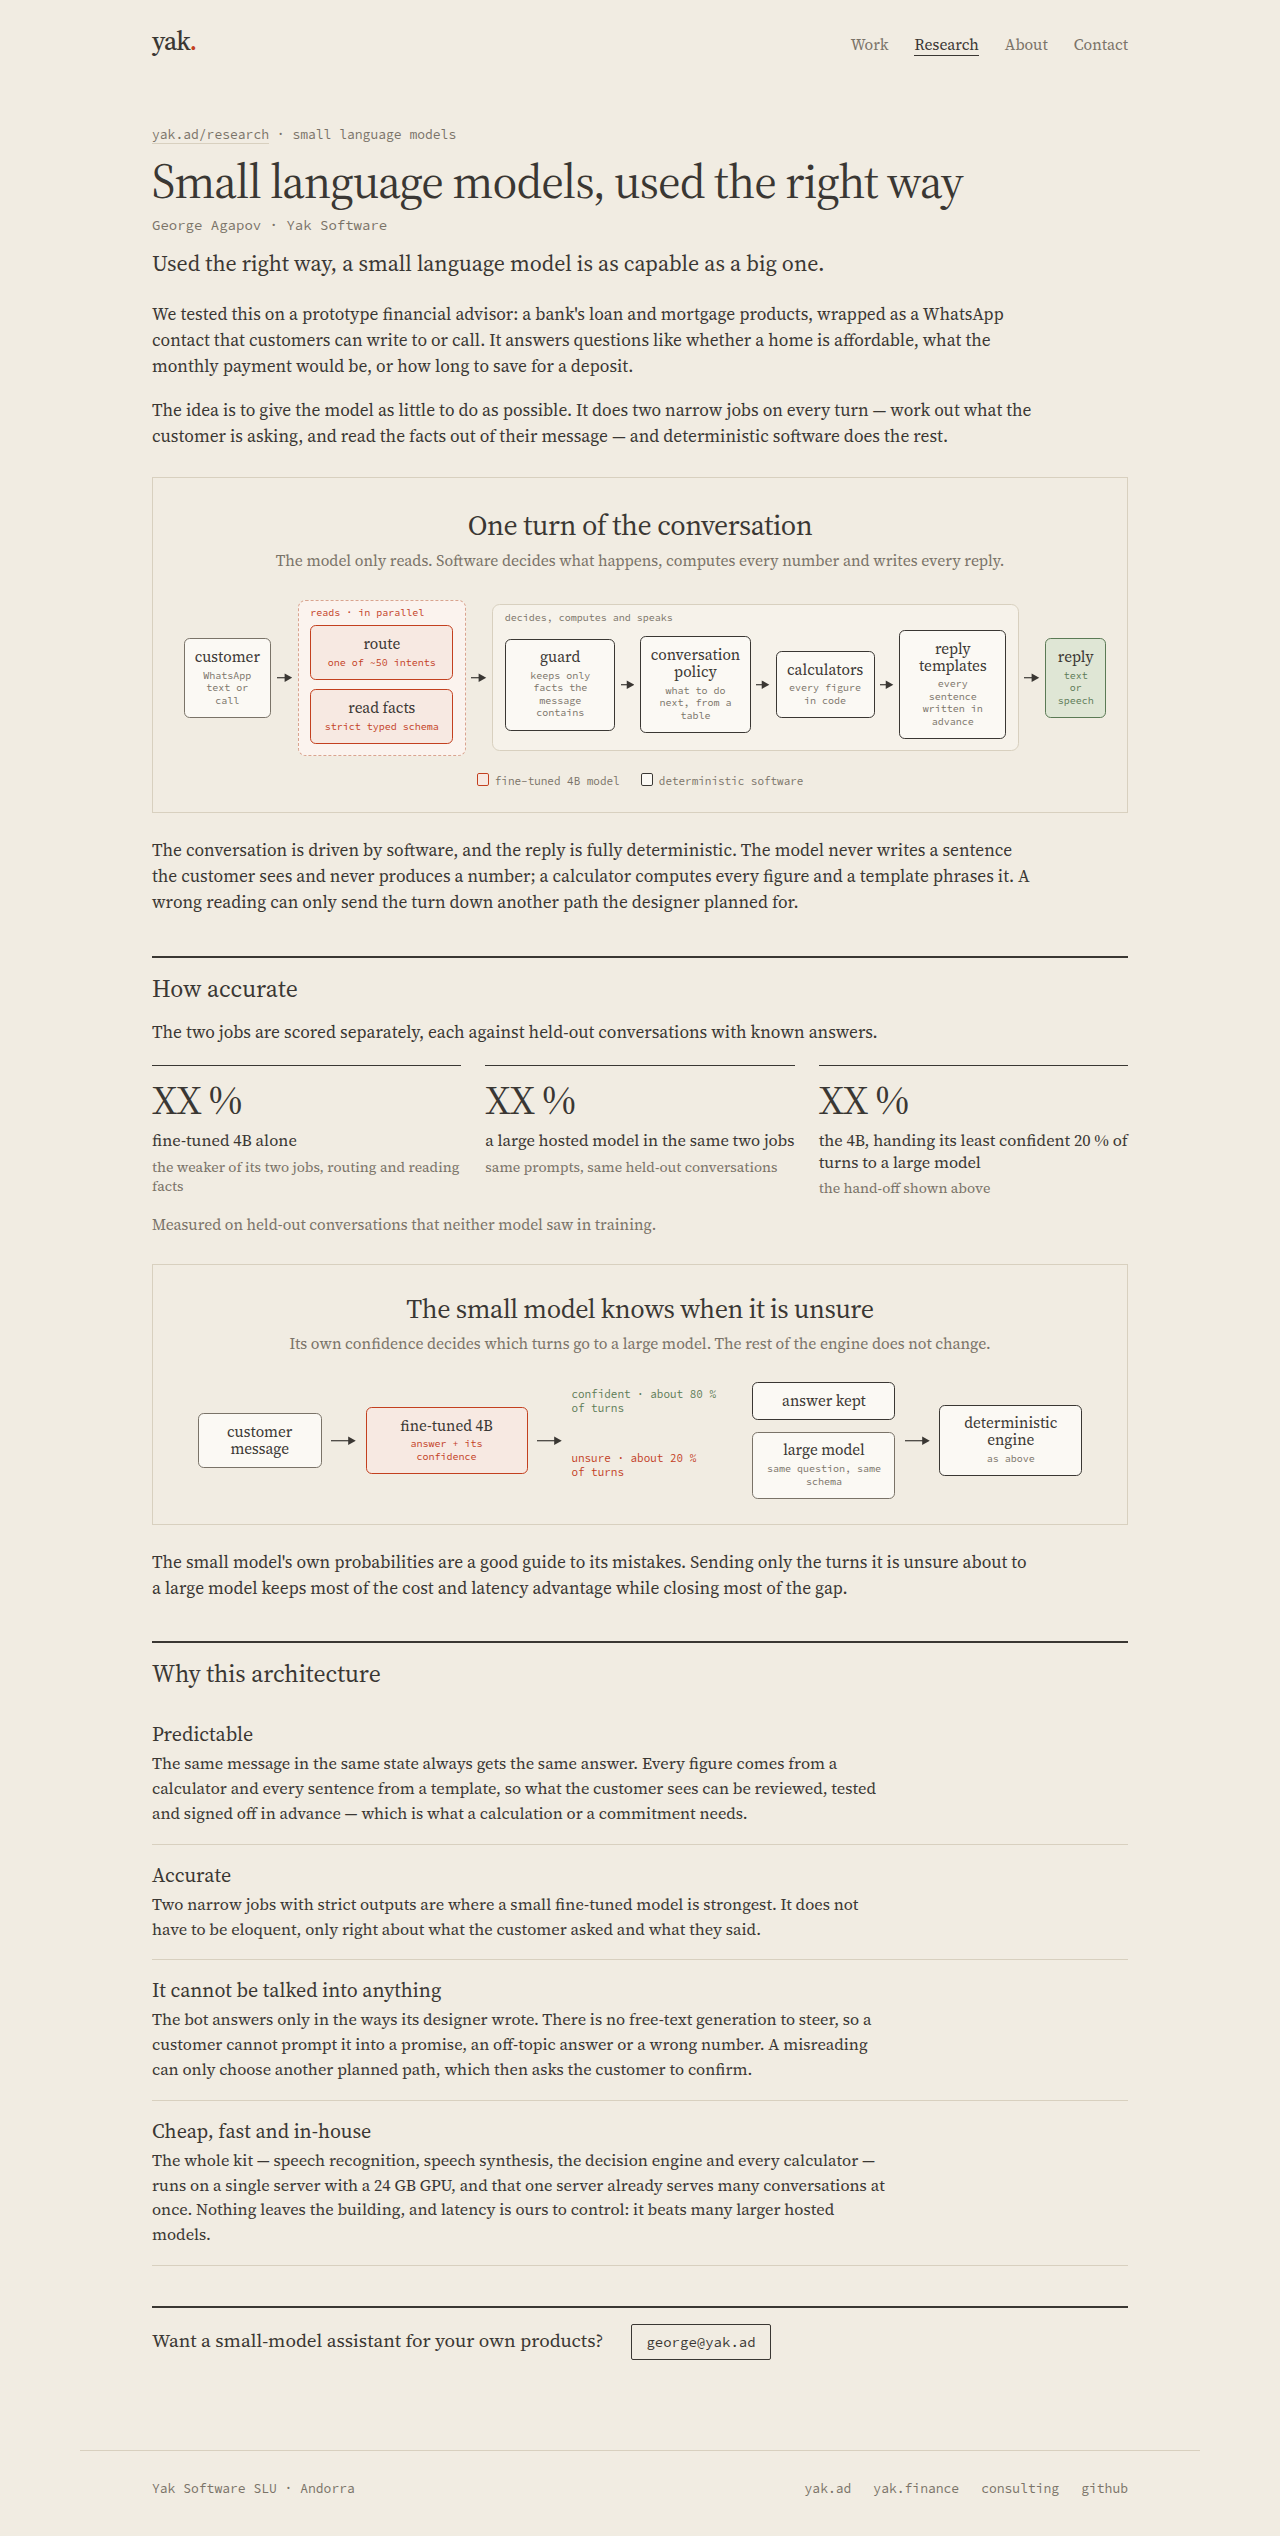 yak.
Work Research About Contact
yak.ad/research · small language models
Small language models, used the right way
George Agapov · Yak Software
Used the right way, a small language model is as capable as a big one.
We tested this on a prototype financial advisor: a bank's loan and mortgage products, wrapped as a WhatsApp
contact that customers can write to or call. It answers questions like whether a home is affordable, what the
monthly payment would be, or how long to save for a deposit.
The idea is to give the model as little to do as possible. It does two narrow jobs on every turn — work out what the
customer is asking, and read the facts out of their message — and deterministic software does the rest.
One turn of the conversation
The model only reads. Software decides what happens, computes every number and writes every reply.
customer
WhatsApp
text or
call
reads · in parallel
route
one of ~50 intents
read facts
strict typed schema
decides, computes and speaks
guard
keeps only
facts the
message
contains
conversation
policy
what to do
next, from a
table
calculators
every figure
in code
reply
templates
every
sentence
written in
advance
reply
text
or
speech
fine-tuned 4B model
deterministic software
The conversation is driven by software, and the reply is fully deterministic. The model never writes a sentence
the customer sees and never produces a number; a calculator computes every figure and a template phrases it. A
wrong reading can only send the turn down another path the designer planned for.
How accurate
The two jobs are scored separately, each against held-out conversations with known answers.
XX %
fine-tuned 4B alone
the weaker of its two jobs, routing and reading
facts
XX %
a large hosted model in the same two jobs
same prompts, same held-out conversations
XX %
the 4B, handing its least confident 20 % of
turns to a large model
the hand-off shown above
Measured on held-out conversations that neither model saw in training.
The small model knows when it is unsure
Its own confidence decides which turns go to a large model. The rest of the engine does not change.
customer
message
fine-tuned 4B
answer + its
confidence
confident · about 80 %
of turns
unsure · about 20 %
of turns
answer kept
large model
same question, same
schema
deterministic
engine
as above
The small model's own probabilities are a good guide to its mistakes. Sending only the turns it is unsure about to
a large model keeps most of the cost and latency advantage while closing most of the gap.
Why this architecture
Predictable
The same message in the same state always gets the same answer. Every figure comes from a
calculator and every sentence from a template, so what the customer sees can be reviewed, tested
and signed off in advance — which is what a calculation or a commitment needs.
Accurate
Two narrow jobs with strict outputs are where a small fine-tuned model is strongest. It does not
have to be eloquent, only right about what the customer asked and what they said.
It cannot be talked into anything
The bot answers only in the ways its designer wrote. There is no free-text generation to steer, so a
customer cannot prompt it into a promise, an off-topic answer or a wrong number. A misreading
can only choose another planned path, which then asks the customer to confirm.
Cheap, fast and in-house
The whole kit — speech recognition, speech synthesis, the decision engine and every calculator —
runs on a single server with a 24 GB GPU, and that one server already serves many conversations at
once. Nothing leaves the building, and latency is ours to control: it beats many larger hosted
models.
Want a small-model assistant for your own products?
george@yak.ad
Yak Software SLU · Andorra
yak.ad yak.finance consulting github